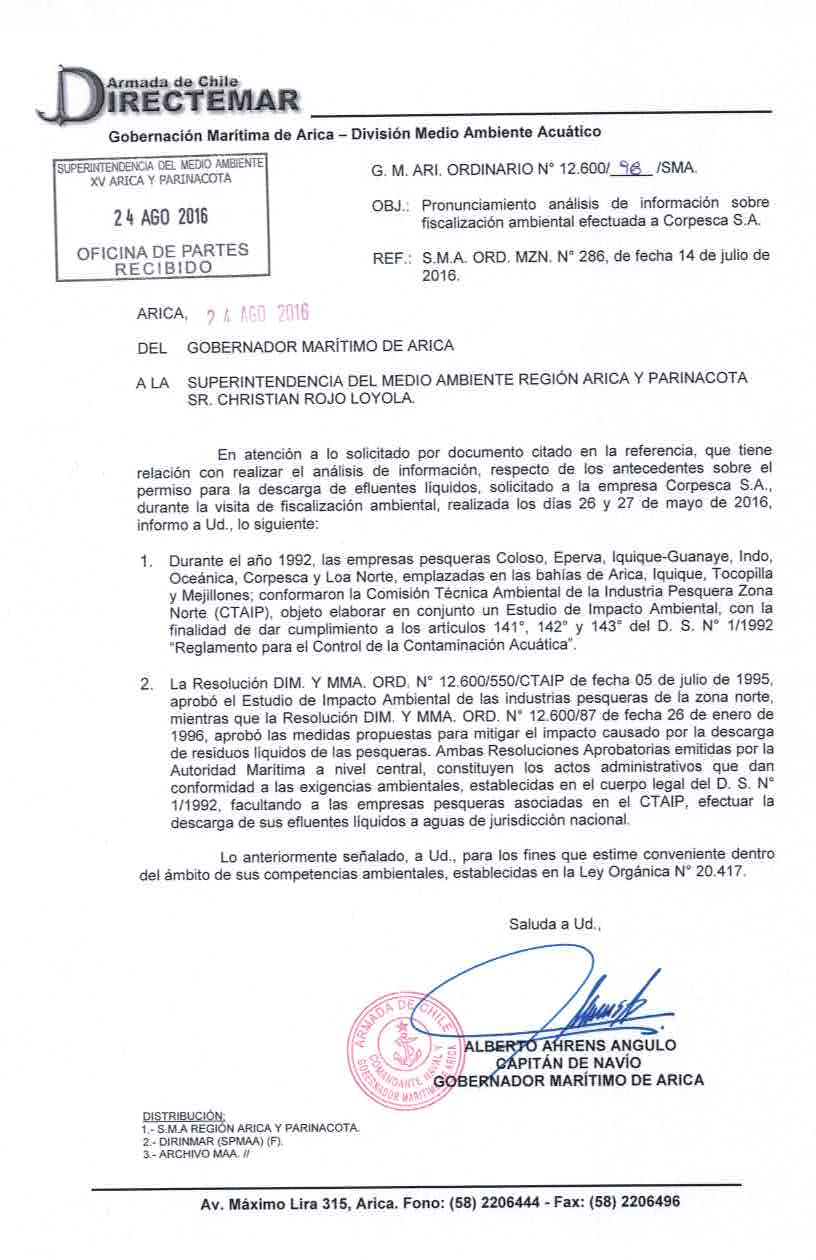 Armada de Chile
DIRECTEMAR
Gobernación Marítima de Arica – División Medio Ambiente Acuático
SUPERINTENDENCIA DEL MEDIO AMBIENTE
XV ARICA Y PARINACOTA
24 AGO 2016
OFICINA DE PARTES
RECIBIDO
G. M. ARI. ORDINARIO N° 12.600/ 98 /SMA.
OBJ.: Pronunciamiento análisis de información sobre
fiscalización ambiental efectuada a Corpesca S.A.
REF.: S.M.A. ORD. MZN. N° 286, de fecha 14 de julio de
2016.
ARICA, 24 AGO 2016
DEL GOBERNADOR MARÍTIMO DE ARICA
A LA SUPERINTENDENCIA DEL MEDIO AMBIENTE REGIÓN ARICA Y PARINACOTA
SR. CHRISTIAN ROJO LOYOLA.
En atención a lo solicitado por documento citado en la referencia, que tiene
relación con realizar el análisis de información, respecto de los antecedentes sobre el
permiso para la descarga de efluentes líquidos, solicitado a la empresa Corpesca S.A.,
durante la visita de fiscalización ambiental, realizada los días 26 y 27 de mayo de 2016,
informo a Ud., lo siguiente:
1. Durante el año 1992, las empresas pesqueras Coloso, Eperva, Iquique-Guanaye, Indo,
Oceánica, Corpesca y Loa Norte, emplazadas en las bahías de Arica, Iquique, Tocopilla
y Mejillones; conformaron la Comisión Técnica Ambiental de la Industria Pesquera Zona
Norte (CTAIP), objeto elaborar en conjunto un Estudio de Impacto Ambiental, con la
finalidad de dar cumplimiento a los artículos 141°, 142° y 143° del D. S. N° 1/1992
“Reglamento para el Control de la Contaminación Acuática”.
2. La Resolución DIM. Y MMA. ORD. N° 12.600/550/CTAIP de fecha 05 de julio de 1995,
aprobó el Estudio de Impacto Ambiental de las industrias pesqueras de la zona norte,
mientras que la Resolución DIM. Y MMA. ORD. N° 12.600/87 de fecha 26 de enero de
1996, aprobó las medidas propuestas para mitigar el impacto causado por la descarga
de residuos líquidos de las pesqueras. Ambas Resoluciones Aprobatorias emitidas por la
Autoridad Marítima a nivel central, constituyen los actos administrativos que dan
conformidad a las exigencias ambientales, establecidas en el cuerpo legal del D. S. N°
1/1992, facultando a las empresas pesqueras asociadas en el CTAIP, efectuar la
descarga de sus efluentes líquidos a aguas de jurisdicción nacional.
Lo anteriormente señalado, a Ud., para los fines que estime conveniente dentro
del ámbito de sus competencias ambientales, establecidas en la Ley Orgánica N° 20.417.
Saluda a Ud.,
ARMADA DE CHILE
COMANDANTE NAVAL Y
GOBERNADOR MARÍTIMO DE ARICA
ALBERTO AHRENS ANGULO
CAPITÁN DE NAVÍO
GOBERNADOR MARÍTIMO DE ARICA
DISTRIBUCIÓN:
1.- S.M.A REGIÓN ARICA Y PARINACOTA.
2.- DIRINMAR (SPMAA) (F).
3.- ARCHIVO MAA. //
Av. Máximo Lira 315, Arica. Fono: (58) 2206444 - Fax: (58) 2206496